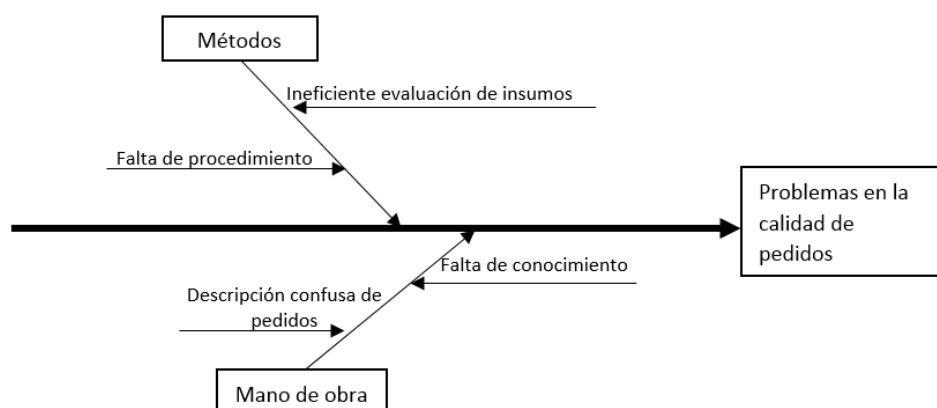 Métodos
Ineficiente evaluación de insumos
Falta de procedimiento
Problemas en la
calidad de
pedidos
Falta de conocimiento
Descripción confusa de
pedidos
Mano de obra